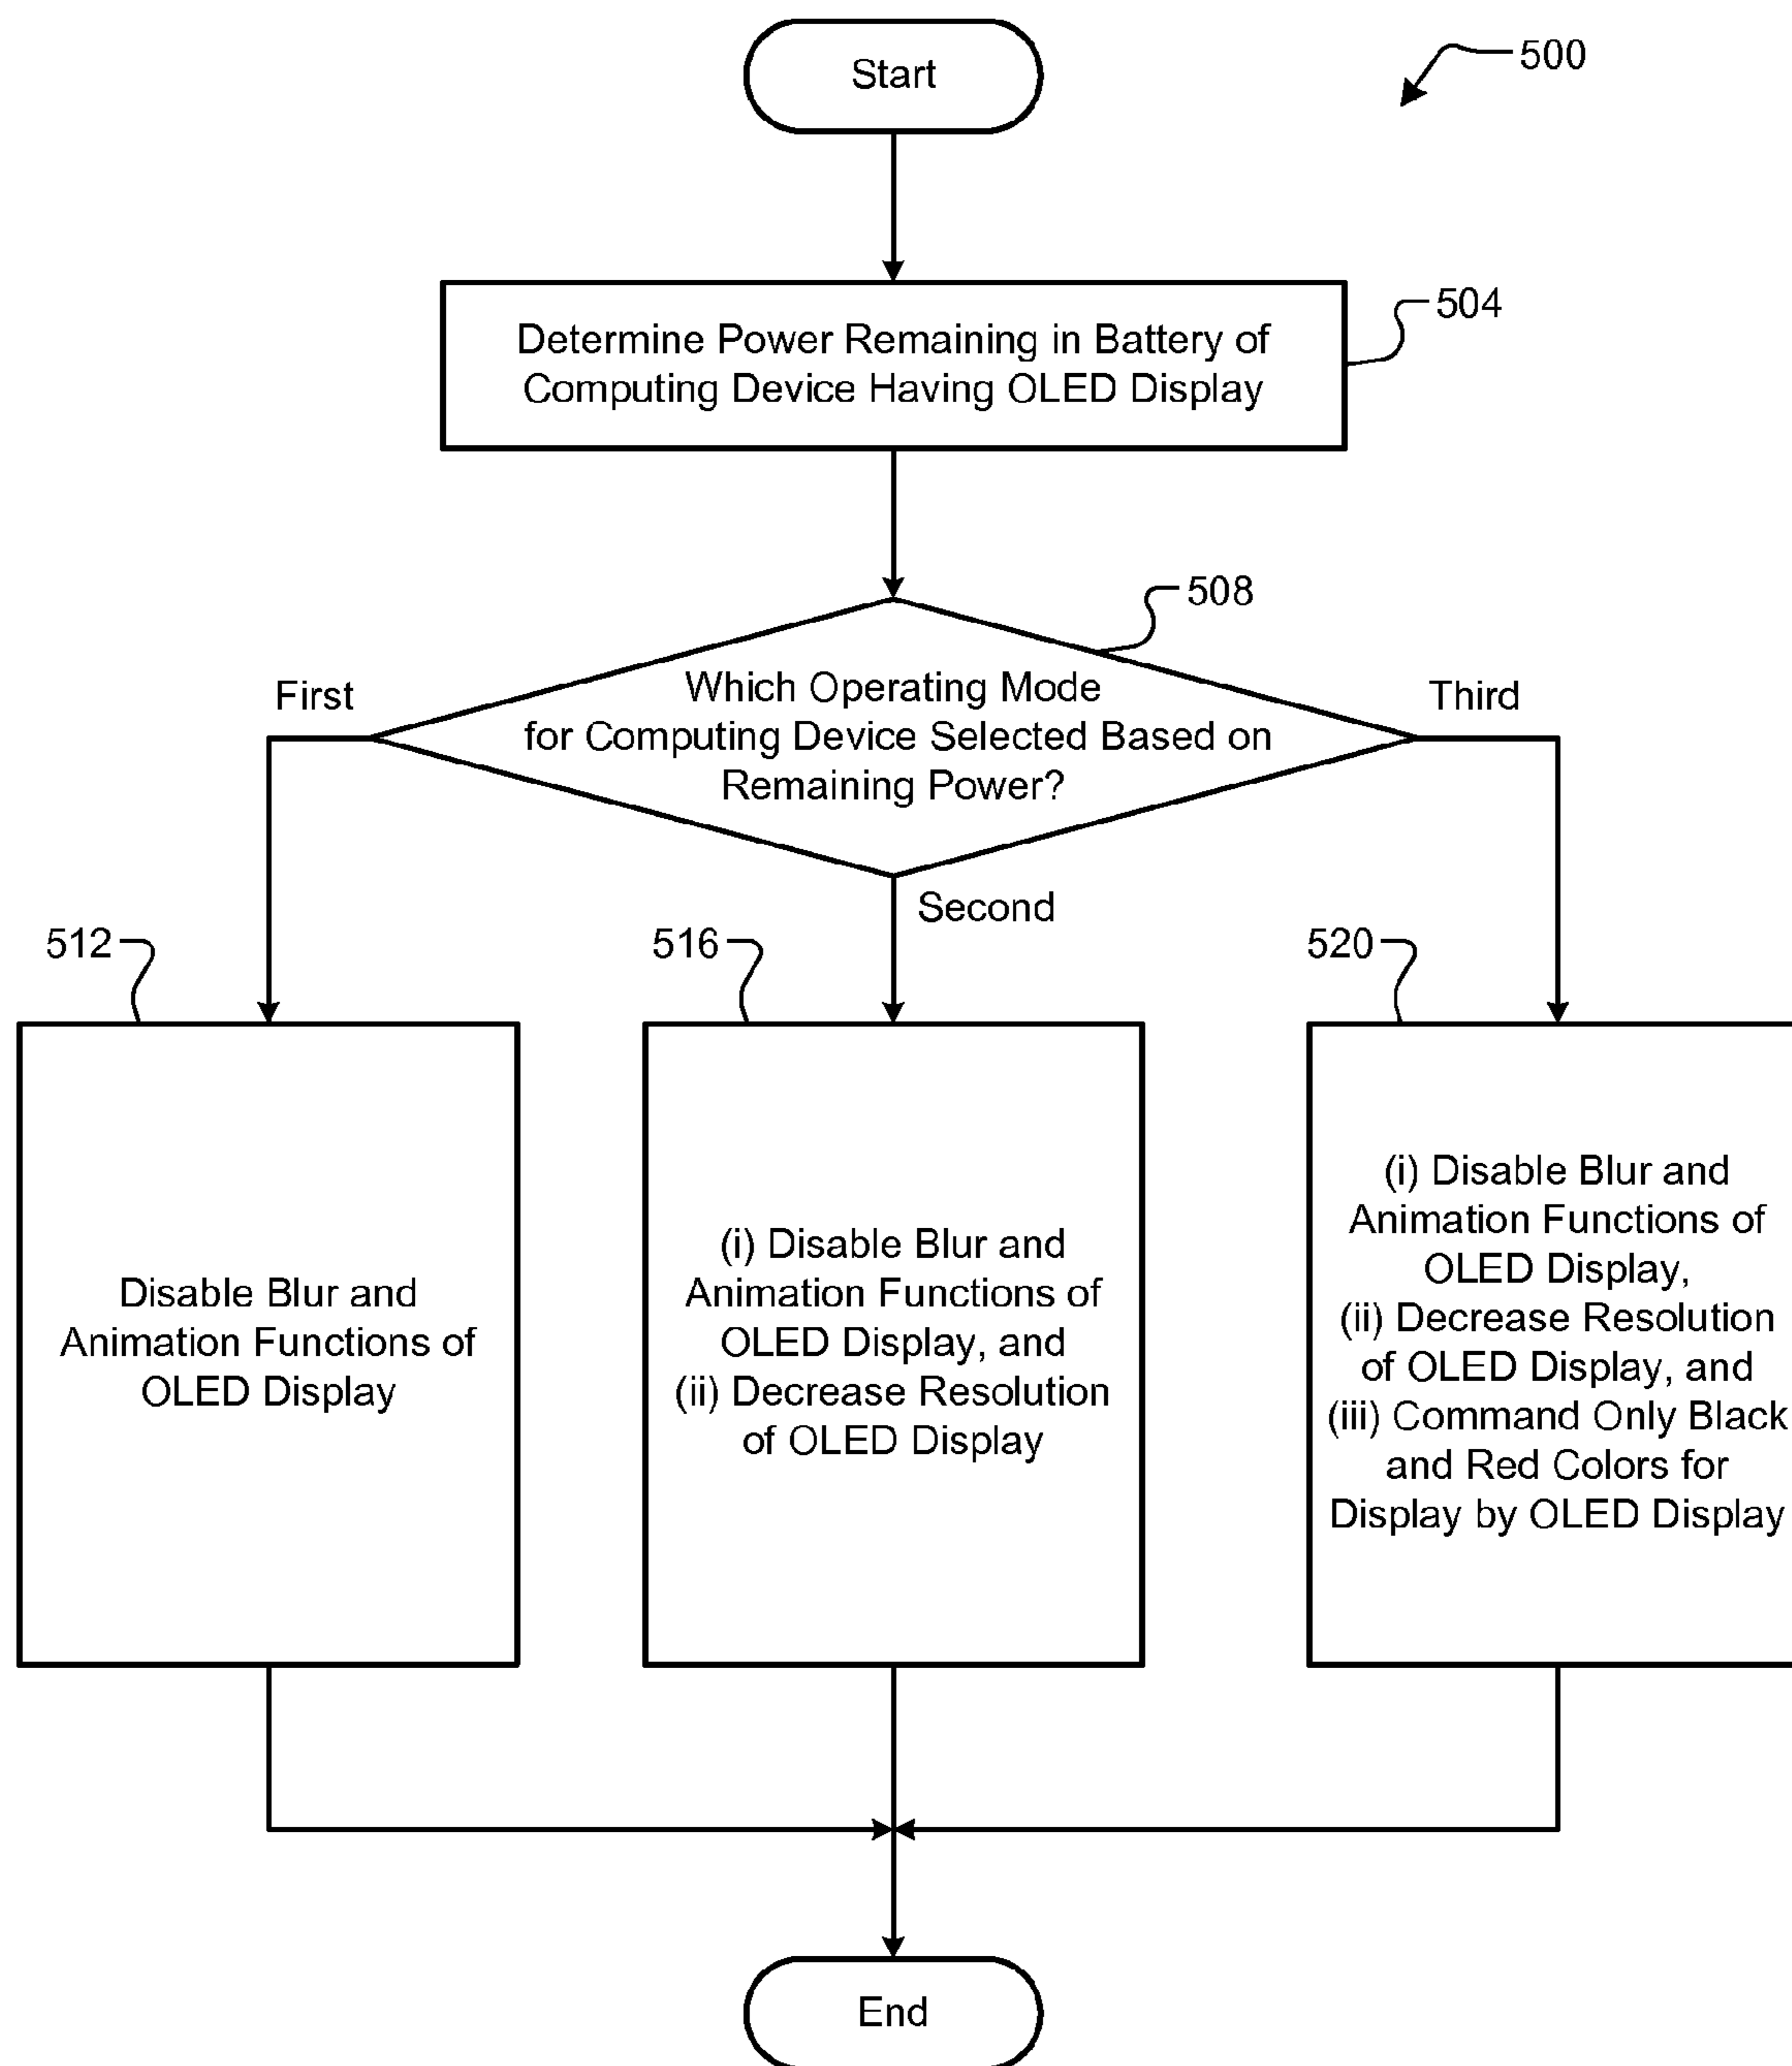 Start
500
Determine Power Remaining in Battery of
Computing Device Having OLED Display
504
508
Which Operating Mode
for Computing Device Selected Based on
Remaining Power?
First
Third
Second
512
516
520
Disable Blur and
Animation Functions of
OLED Display
(i) Disable Blur and
Animation Functions of
OLED Display, and
(ii) Decrease Resolution
of OLED Display
(i) Disable Blur and
Animation Functions of
OLED Display,
(ii) Decrease Resolution
of OLED Display, and
(iii) Command Only Black
and Red Colors for
Display by OLED Display
End